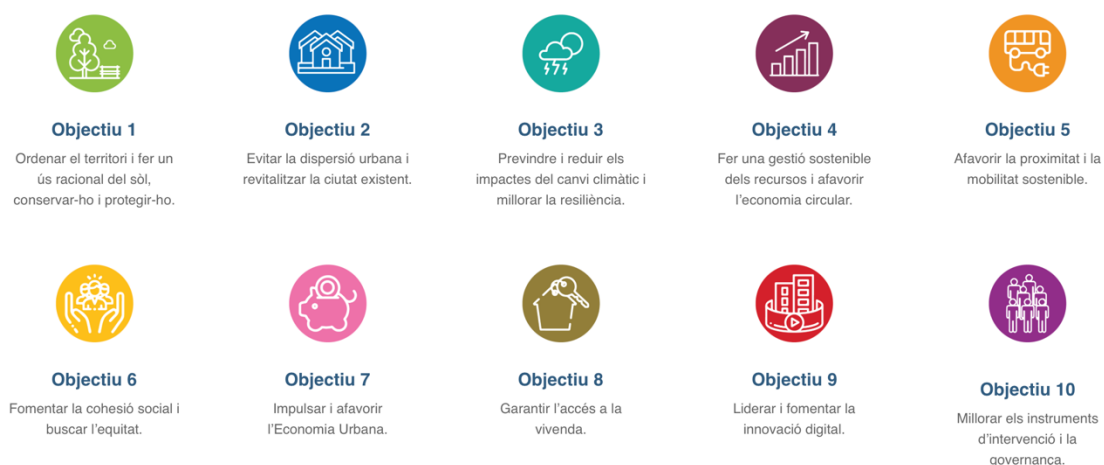 Objectiu 1
Ordenar el territori i fer un
ús racional del sòl,
conservar-ho i protegir-ho.
Objectiu 2
Evitar la dispersió urbana i
revitalitzar la ciutat existent.
Objectiu 3
Previndre i reduir els
impactes del canvi climàtic i
millorar la resiliència.
Objectiu 4
Fer una gestió sostenible
dels recursos i afavorir
l'economia circular.
Objectiu 5
Afavorir la proximitat i la
mobilitat sostenible.
Objectiu 6
Fomentar la cohesió social i
buscar l'equitat.
Objectiu 7
Impulsar i afavorir
l'Economia Urbana.
Objectiu 8
Garantir l'accés a la
vivenda.
Objectiu 9
Liderar i fomentar la
innovació digital.
Objectiu 10
Millorar els instruments
d'intervenció i la
governança.